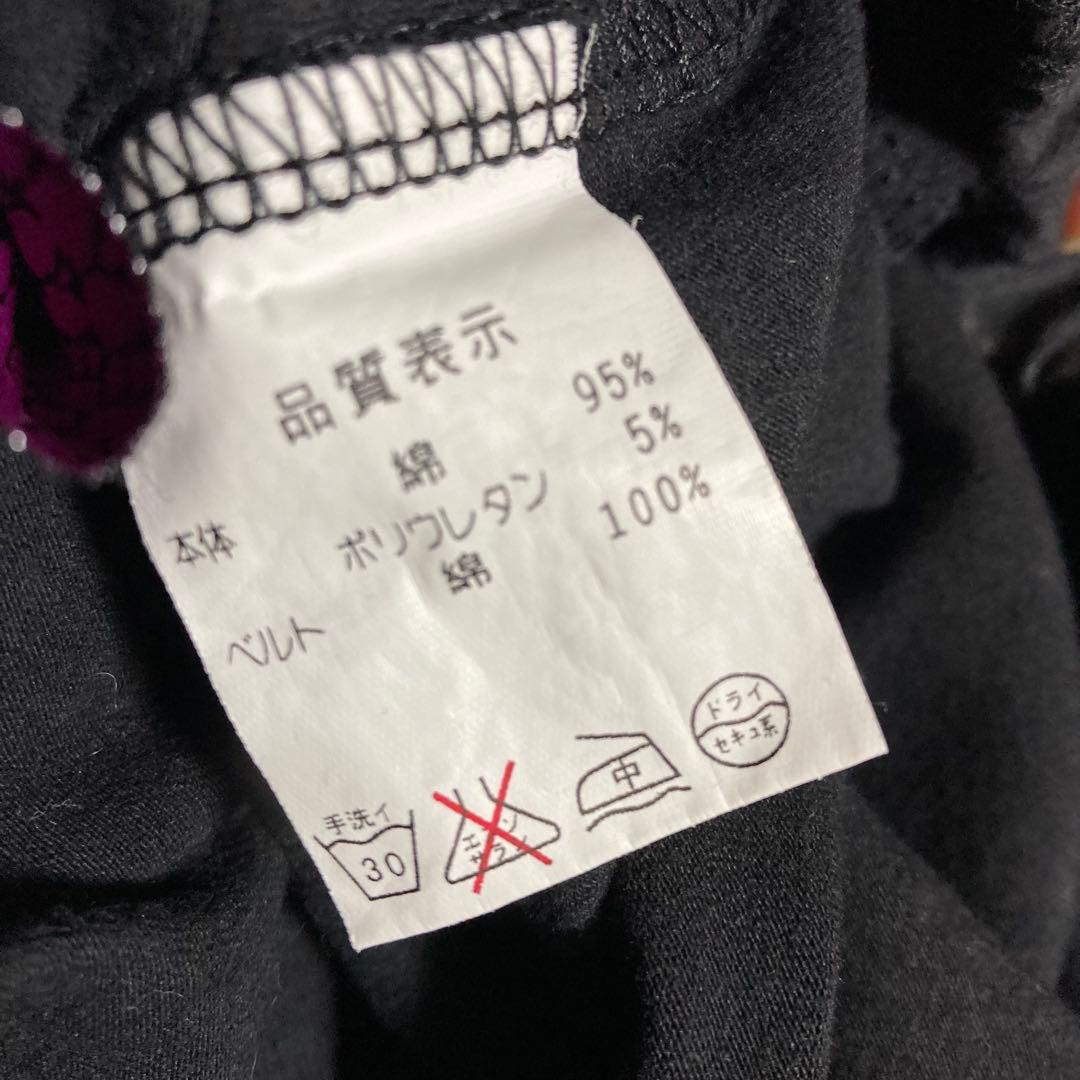 品質表示
本体 綿 95%
ポリウレタン 5%
ベルト 綿 100%
手洗イ
30
エンソ
サラシ
中
ドライ
セキユ系